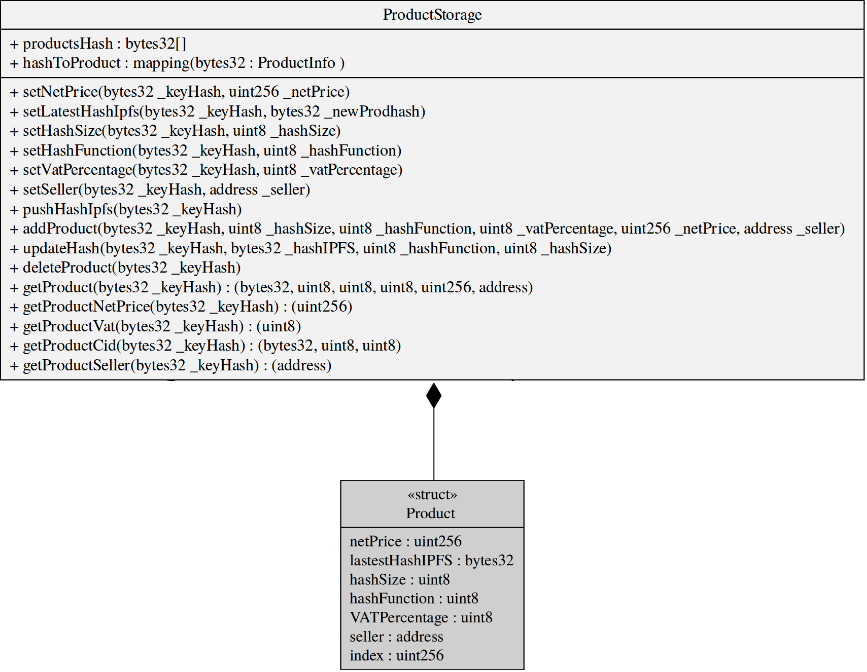 ProductStorage
+ productsHash : bytes32[]
+ hashToProduct : mapping(bytes32 : ProductInfo )
+ setNetPrice(bytes32 _keyHash, uint256 _netPrice)
+ setLatestHashIpfs(bytes32 _keyHash, bytes32 _newProdhash)
+ setHashSize(bytes32 _keyHash, uint8 _hashSize)
+ setHashFunction(bytes32 _keyHash, uint8 _hashFunction)
+ setVatPercentage(bytes32 _keyHash, uint8 _vatPercentage)
+ setSeller(bytes32 _keyHash, address _seller)
+ pushHashIpfs(bytes32 _keyHash)
+ addProduct(bytes32 _keyHash, uint8 _hashSize, uint8 _hashFunction, uint8 _vatPercentage, uint256 _netPrice, address _seller)
+ updateHash(bytes32 _keyHash, bytes32 _hashIPFS, uint8 _hashFunction, uint8 _hashSize)
+ deleteProduct(bytes32 _keyHash)
+ getProduct(bytes32 _keyHash) : (bytes32, uint8, uint8, uint8, uint256, address)
+ getProductNetPrice(bytes32 _keyHash) : (uint256)
+ getProductVat(bytes32 _keyHash) : (uint8)
+ getProductCid(bytes32 _keyHash) : (bytes32, uint8, uint8)
+ getProductSeller(bytes32 _keyHash) : (address)
«struct»
Product
netPrice : uint256
lastestHashIPFS : bytes32
hashSize : uint8
hashFunction : uint8
VATPercentage : uint8
seller : address
index : uint256